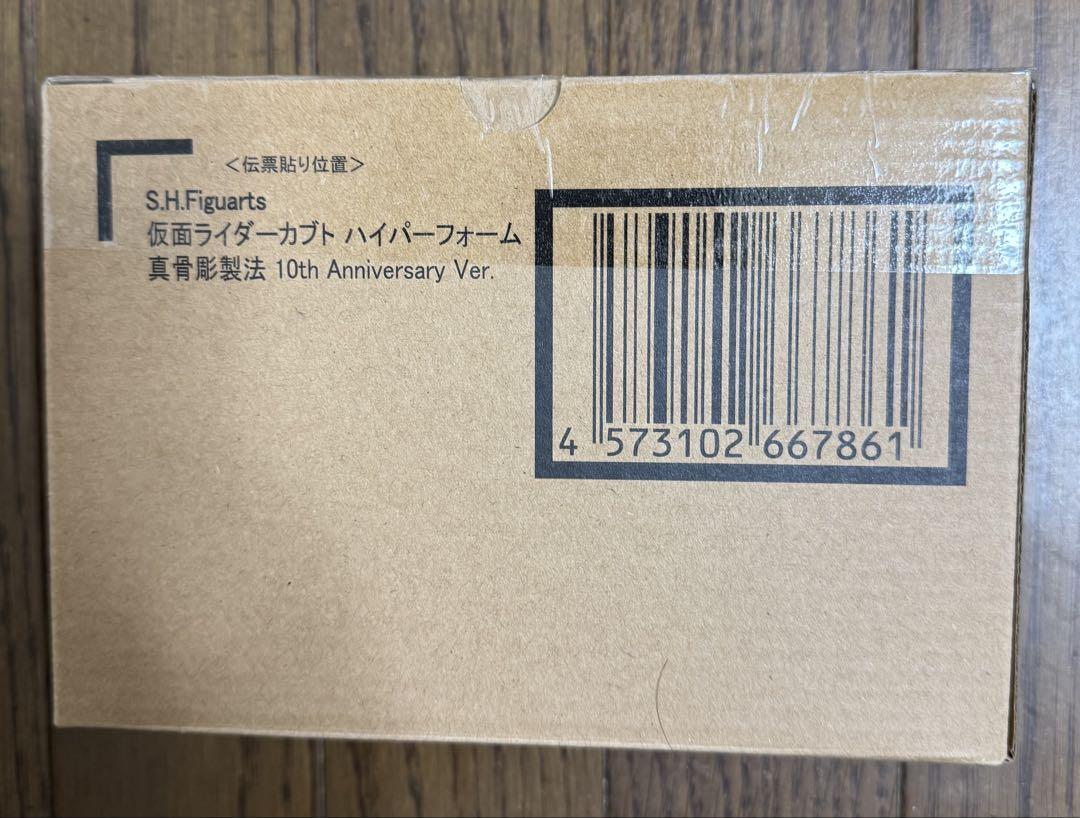 ＜伝票貼り位置＞
S.H.Figuarts
仮面ライダーカブト ハイパーフォーム
真骨彫製法 10th Anniversary Ver.
4 573102 667861